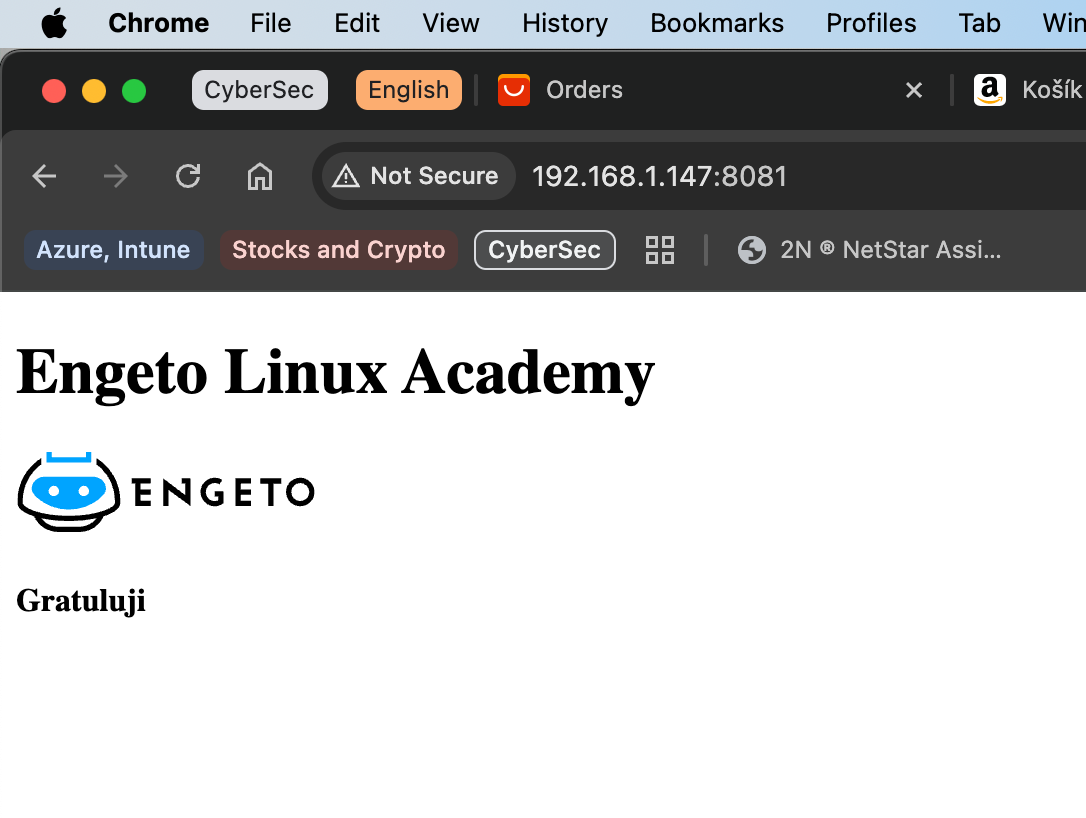 Chrome File Edit View History Bookmarks Profiles Tab
CyberSec English Orders Košík
Not Secure 192.168.1.147:8081
Azure, Intune Stocks and Crypto CyberSec 2N ® NetStar Assi...
Engeto Linux Academy
ENGETO
Gratuluji